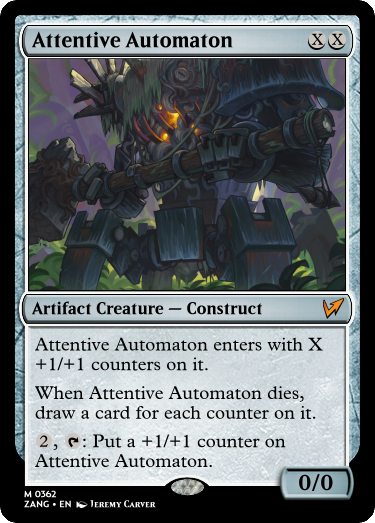 Attentive Automaton XX
Artifact Creature — Construct
Attentive Automaton enters with X
+1/+1 counters on it.
When Attentive Automaton dies,
draw a card for each counter on it.
2, T: Put a +1/+1 counter on
Attentive Automaton.
0/0
M 0362
ZANG • EN Jeremy Carver